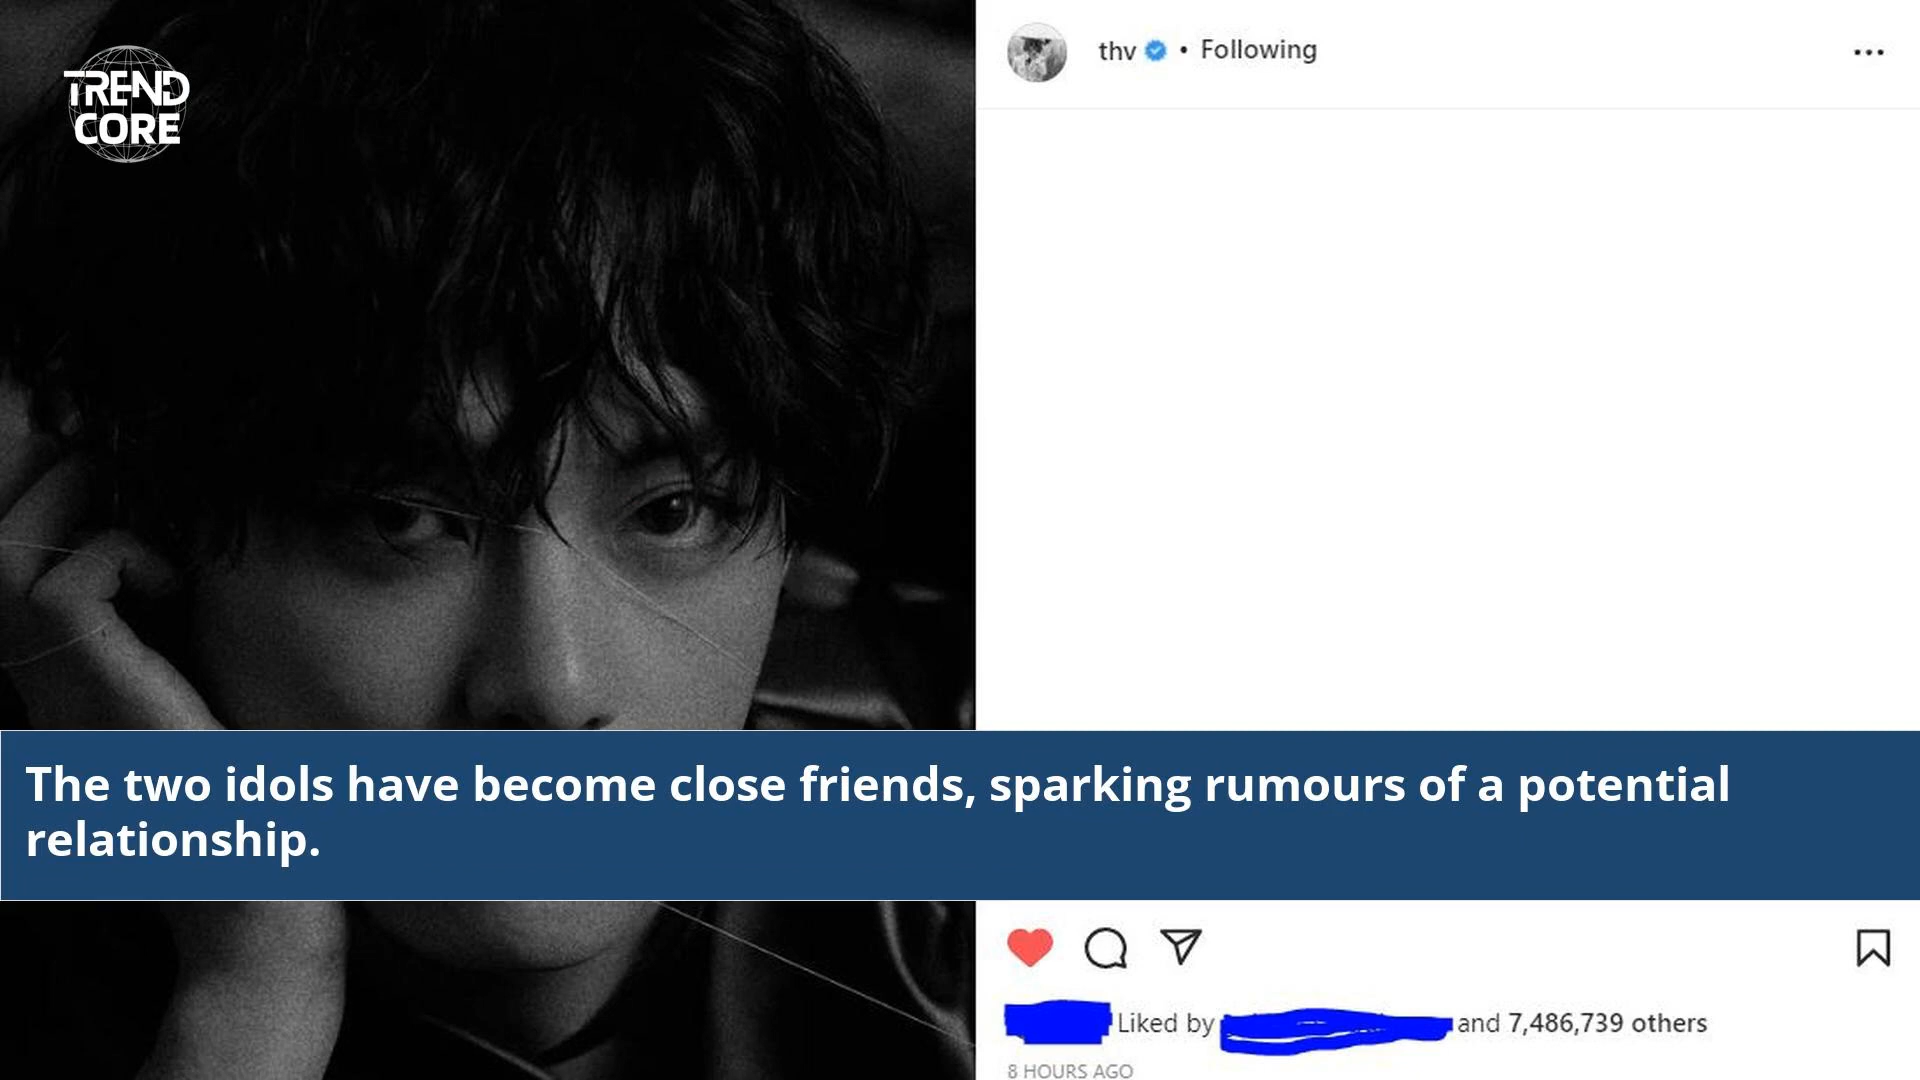 TREND
CORE
thv • Following
The two idols have become close friends, sparking rumours of a potential
relationship.
Liked by and 7,486,739 others
8 HOURS AGO